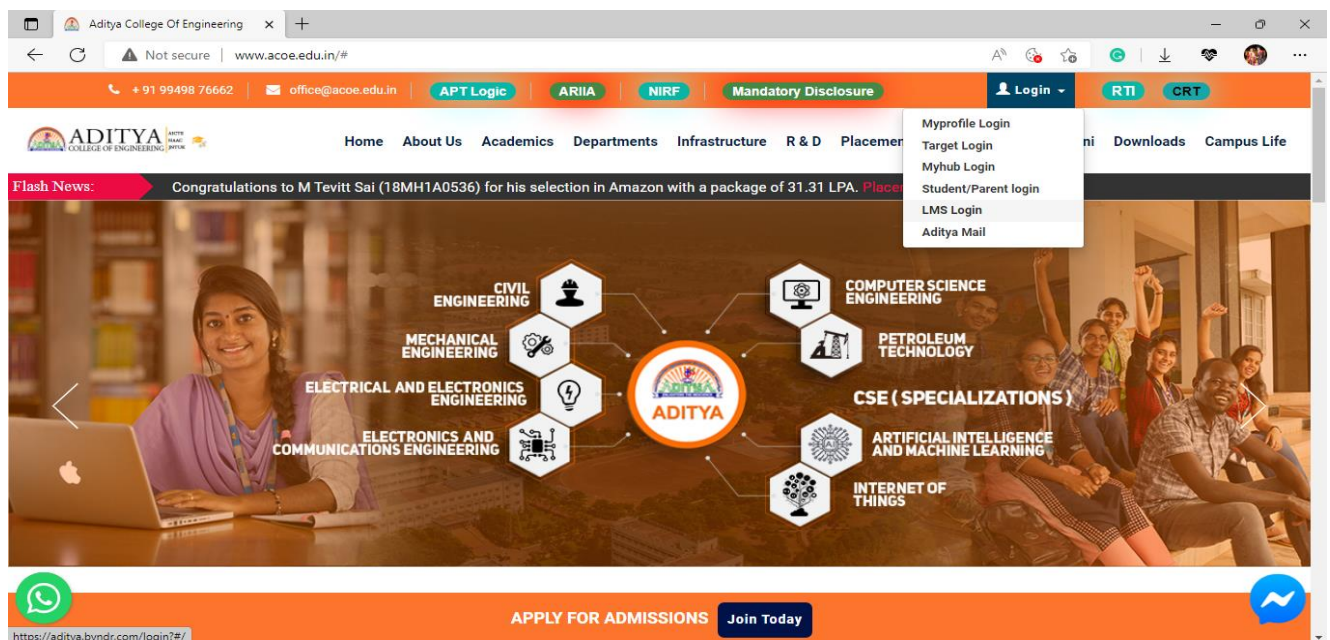 Aditya College Of Engineering
Not secure | www.acoe.edu.in/#
+91 99498 76662 office@acoe.edu.in APT Logic ARIIA NIRF Mandatory Disclosure Login RTI CRT
ADITYA
COLLEGE OF ENGINEERING
Home About Us Academics Departments Infrastructure R & D Placemen ni Downloads Campus Life
Myprofile Login
Target Login
Myhub Login
Student/Parent login
LMS Login
Aditya Mail
Flash News: Congratulations to M Tevitt Sai (18MH1A0536) for his selection in Amazon with a package of 31.31 LPA. Place
CIVIL
ENGINEERING
MECHANICAL
ENGINEERING
ELECTRICAL AND ELECTRONICS
ENGINEERING
ELECTRONICS AND
COMMUNICATIONS ENGINEERING
ADITYA
COMPUTER SCIENCE
ENGINEERING
PETROLEUM
TECHNOLOGY
CSE ( SPECIALIZATIONS )
ARTIFICIAL INTELLIGENCE
AND MACHINE LEARNING
INTERNET OF
THINGS
APPLY FOR ADMISSIONS Join Today
https://aditya.byndr.com/login?#/